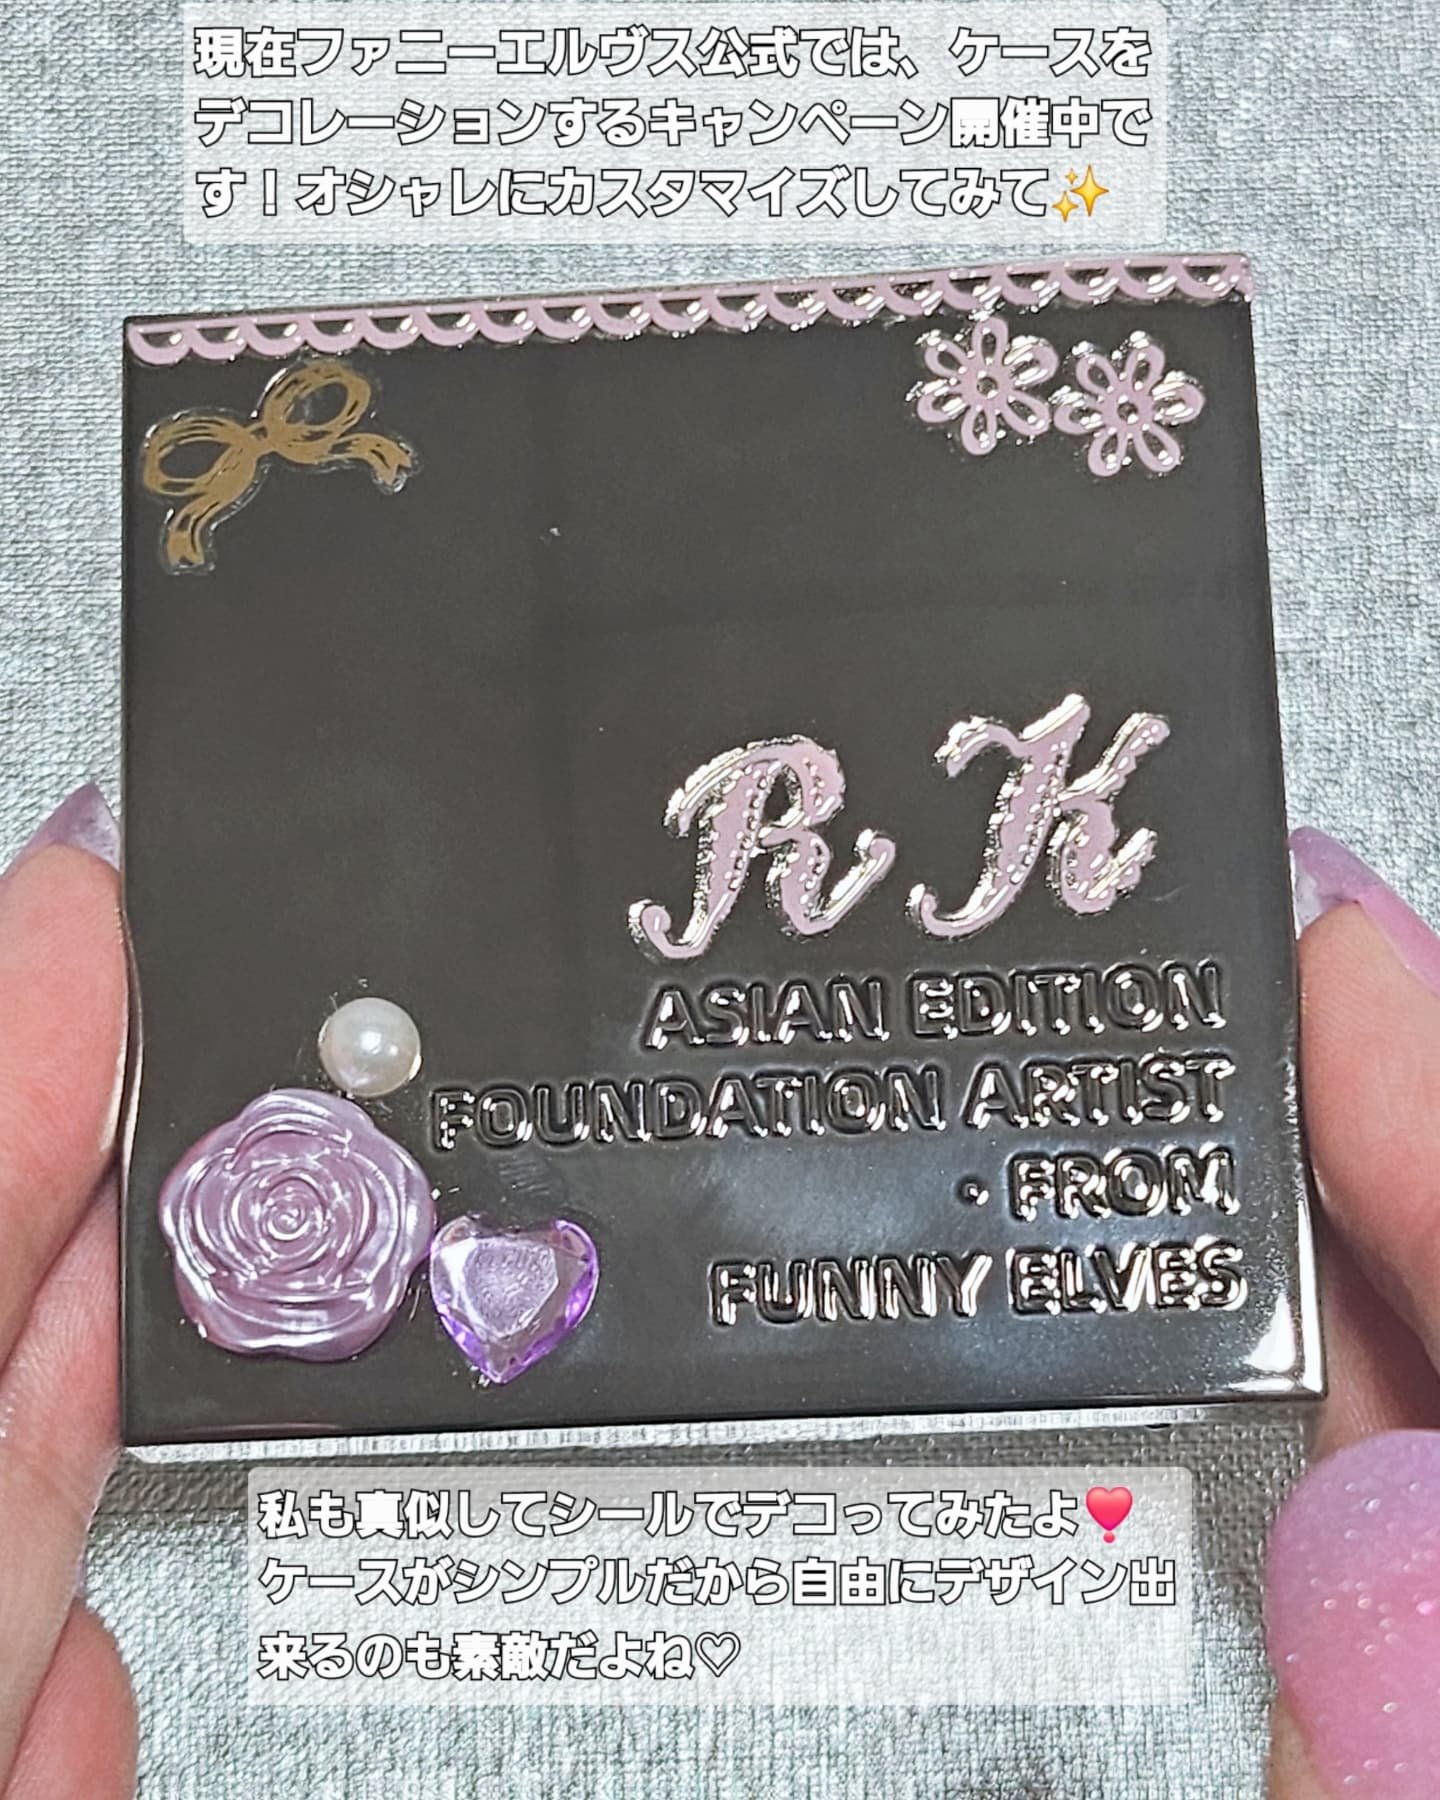 現在ファニーエルヴス公式では、ケースを
デコレーションするキャンペーン開催中で
す！オシャレにカスタマイズしてみて✨
R K
ASIAN EDITION
FOUNDATION ARTIST
· FROM
FUNNY ELVES
私も真似してシールでデコってみたよ❣️
ケースがシンプルだから自由にデザイン出
来るのも素敵だよね♡